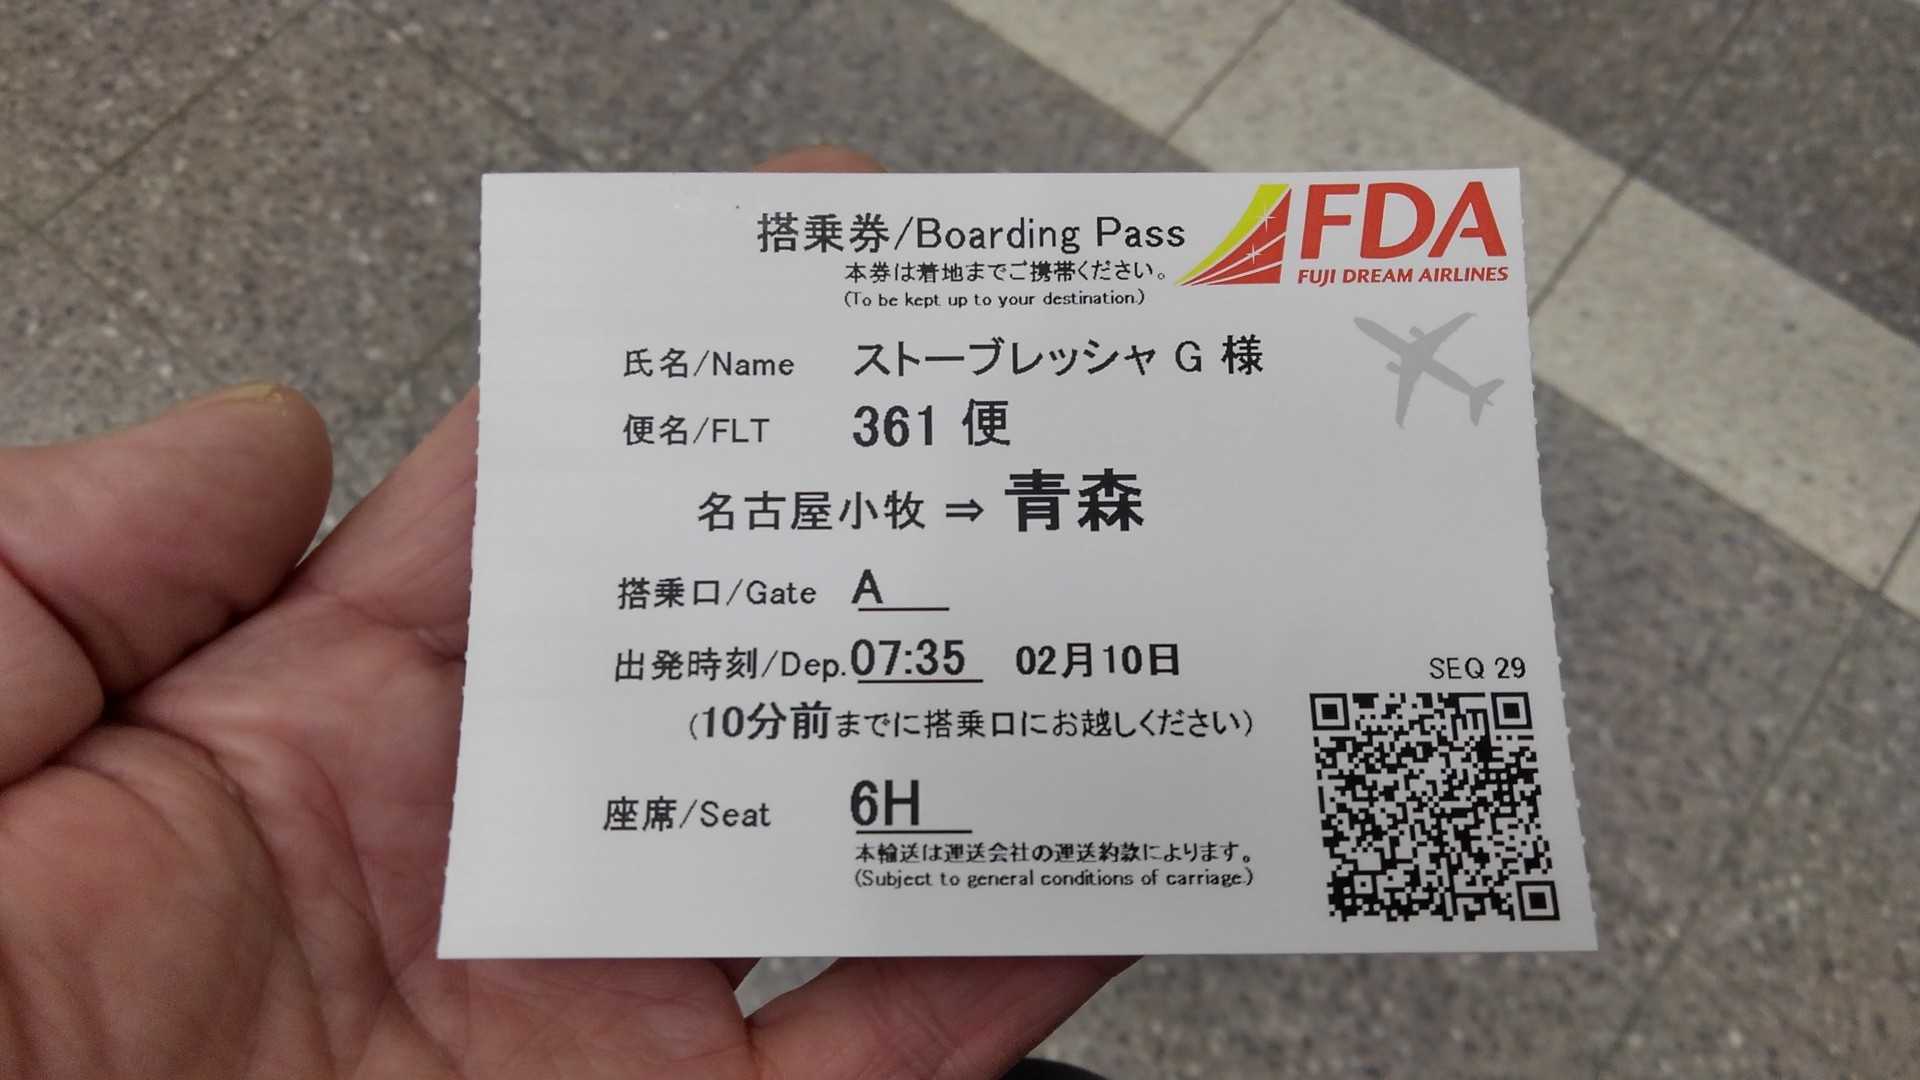 搭乗券/Boarding Pass
本券は着地までご携帯ください。
(To be kept up to your destination.)
FDA
FUJI DREAM AIRLINES
氏名/Name ストーブレッシャ G 様
便名/FLT 361 便
名古屋小牧 ⇒ 青森
搭乗口/Gate A
出発時刻/Dep. 07:35 02月10日
(10分前までに搭乗口にお越しください)
SEQ 29
座席/Seat 6H
本輸送は運送会社の運送約款によります。
(Subject to general conditions of carriage.)